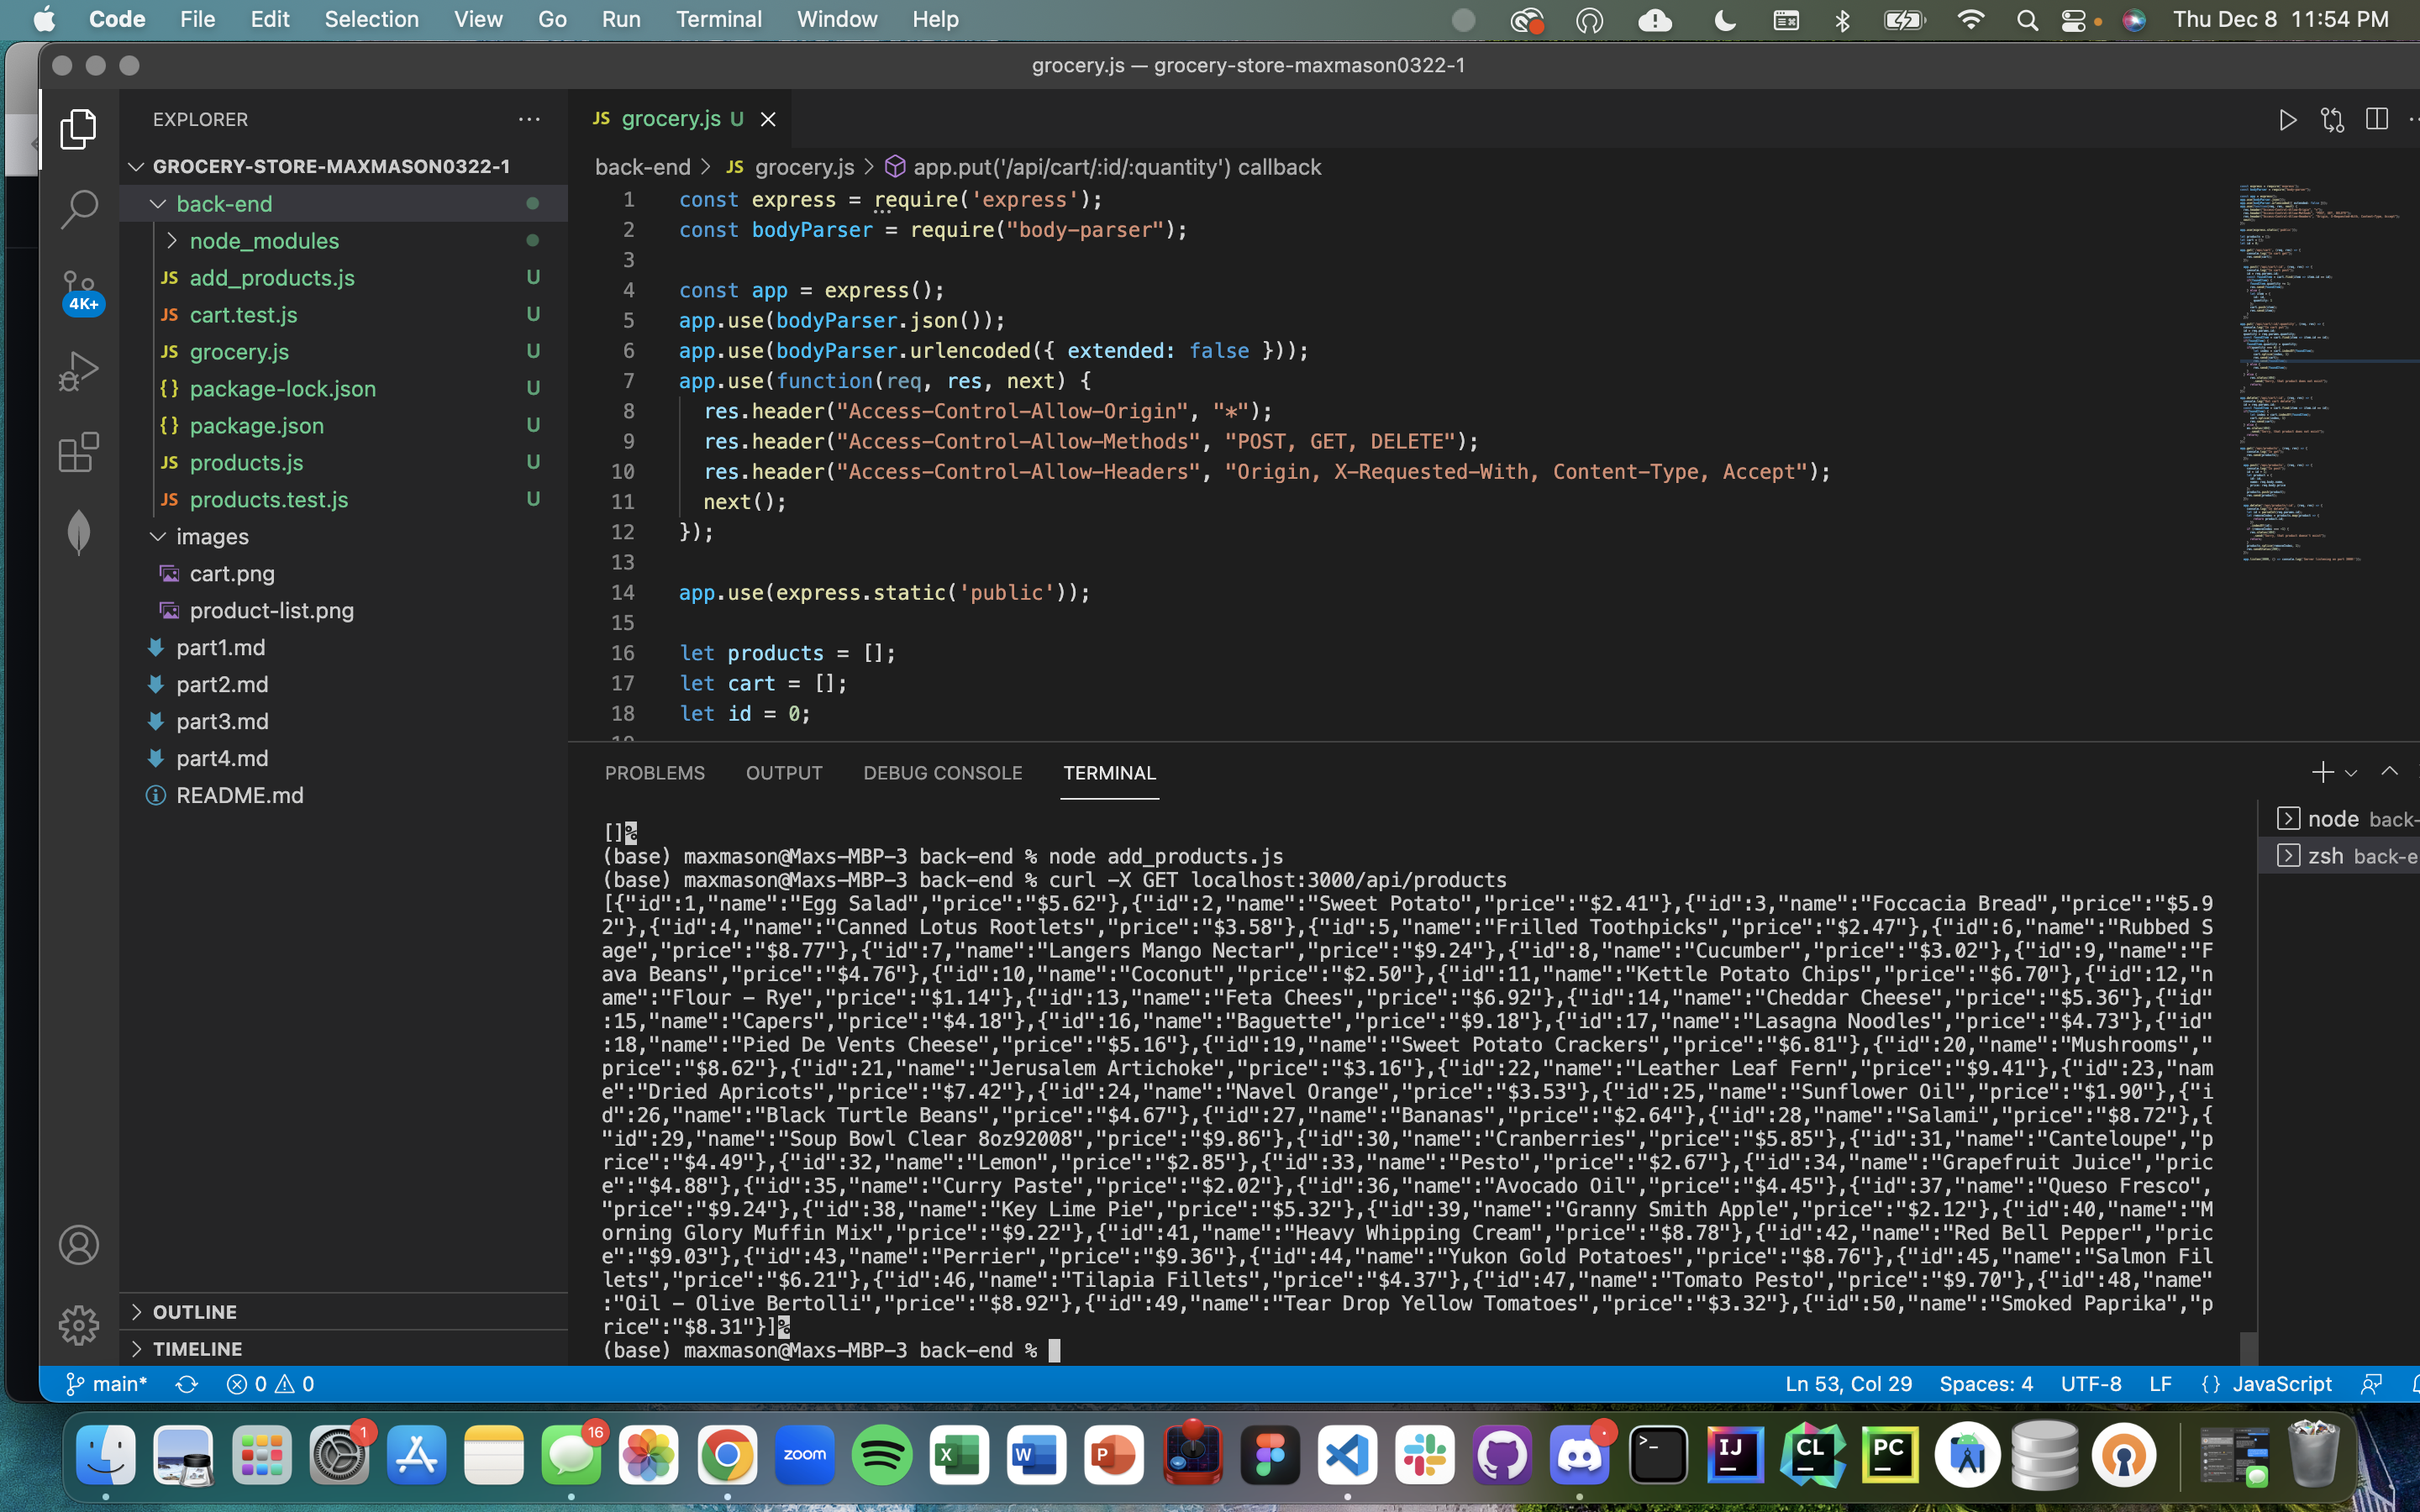 Code File Edit Selection View Go Run Terminal Window Help Thu Dec 8 11:54 PM
grocery.js — grocery-store-maxmason0322-1
EXPLORER
JS grocery.js U
GROCERY-STORE-MAXMASON0322-1
back-end > JS grocery.js > app.put('/api/cart/:id/:quantity') callback
back-end
node_modules
JS add_products.js U
JS cart.test.js U
JS grocery.js U
{} package-lock.json U
{} package.json U
JS products.js U
JS products.test.js U
images
cart.png
product-list.png
part1.md
part2.md
part3.md
part4.md
README.md
4K+
OUTLINE
TIMELINE
1 const express = require('express');
2 const bodyParser = require("body-parser");
3
4 const app = express();
5 app.use(bodyParser.json());
6 app.use(bodyParser.urlencoded({ extended: false }));
7 app.use(function(req, res, next) {
8 res.header("Access-Control-Allow-Origin", "*");
9 res.header("Access-Control-Allow-Methods", "POST, GET, DELETE");
10 res.header("Access-Control-Allow-Headers", "Origin, X-Requested-With, Content-Type, Accept");
11 next();
12 });
13
14 app.use(express.static('public'));
15
16 let products = [];
17 let cart = [];
18 let id = 0;
PROBLEMS OUTPUT DEBUG CONSOLE TERMINAL
node back-
zsh back-e
[]%
(base) maxmason@Maxs-MBP-3 back-end % node add_products.js
(base) maxmason@Maxs-MBP-3 back-end % curl -X GET localhost:3000/api/products
[{"id":1,"name":"Egg Salad","price":"$5.62"},{"id":2,"name":"Sweet Potato","price":"$2.41"},{"id":3,"name":"Foccacia Bread","price":"$5.9
2"},{"id":4,"name":"Canned Lotus Rootlets","price":"$3.58"},{"id":5,"name":"Frilled Toothpicks","price":"$2.47"},{"id":6,"name":"Rubbed S
age","price":"$8.77"},{"id":7,"name":"Langers Mango Nectar","price":"$9.24"},{"id":8,"name":"Cucumber","price":"$3.02"},{"id":9,"name":"F
ava Beans","price":"$4.76"},{"id":10,"name":"Coconut","price":"$2.50"},{"id":11,"name":"Kettle Potato Chips","price":"$6.70"},{"id":12,"n
ame":"Flour - Rye","price":"$1.14"},{"id":13,"name":"Feta Chees","price":"$6.92"},{"id":14,"name":"Cheddar Cheese","price":"$5.36"},{"id"
:15,"name":"Capers","price":"$4.18"},{"id":16,"name":"Baguette","price":"$9.18"},{"id":17,"name":"Lasagna Noodles","price":"$4.73"},{"id"
:18,"name":"Pied De Vents Cheese","price":"$5.16"},{"id":19,"name":"Sweet Potato Crackers","price":"$6.81"},{"id":20,"name":"Mushrooms","
price":"$8.62"},{"id":21,"name":"Jerusalem Artichoke","price":"$3.16"},{"id":22,"name":"Leather Leaf Fern","price":"$9.41"},{"id":23,"nam
e":"Dried Apricots","price":"$7.42"},{"id":24,"name":"Navel Orange","price":"$3.53"},{"id":25,"name":"Sunflower Oil","price":"$1.90"},{"i
d":26,"name":"Black Turtle Beans","price":"$4.67"},{"id":27,"name":"Bananas","price":"$2.64"},{"id":28,"name":"Salami","price":"$8.72"},{
"id":29,"name":"Soup Bowl Clear 8oz92008","price":"$9.86"},{"id":30,"name":"Cranberries","price":"$5.85"},{"id":31,"name":"Canteloupe","p
rice":"$4.49"},{"id":32,"name":"Lemon","price":"$2.85"},{"id":33,"name":"Pesto","price":"$2.67"},{"id":34,"name":"Grapefruit Juice","pric
e":"$4.88"},{"id":35,"name":"Curry Paste","price":"$2.02"},{"id":36,"name":"Avocado Oil","price":"$4.45"},{"id":37,"name":"Queso Fresco",
"price":"$9.24"},{"id":38,"name":"Key Lime Pie","price":"$5.32"},{"id":39,"name":"Granny Smith Apple","price":"$2.12"},{"id":40,"name":"M
orning Glory Muffin Mix","price":"$9.22"},{"id":41,"name":"Heavy Whipping Cream","price":"$8.78"},{"id":42,"name":"Red Bell Pepper","pric
e":"$9.03"},{"id":43,"name":"Perrier","price":"$9.36"},{"id":44,"name":"Yukon Gold Potatoes","price":"$8.76"},{"id":45,"name":"Salmon Fil
lets","price":"$6.21"},{"id":46,"name":"Tilapia Fillets","price":"$4.37"},{"id":47,"name":"Tomato Pesto","price":"$9.70"},{"id":48,"name"
:"Oil - Olive Bertolli","price":"$8.92"},{"id":49,"name":"Tear Drop Yellow Tomatoes","price":"$3.32"},{"id":50,"name":"Smoked Paprika","p
rice":"$8.31"}]%
(base) maxmason@Maxs-MBP-3 back-end %
main* 0 0 Ln 53, Col 29 Spaces: 4 UTF-8 LF {} JavaScript
1 16 zoom X W P >_ IJ CL PC